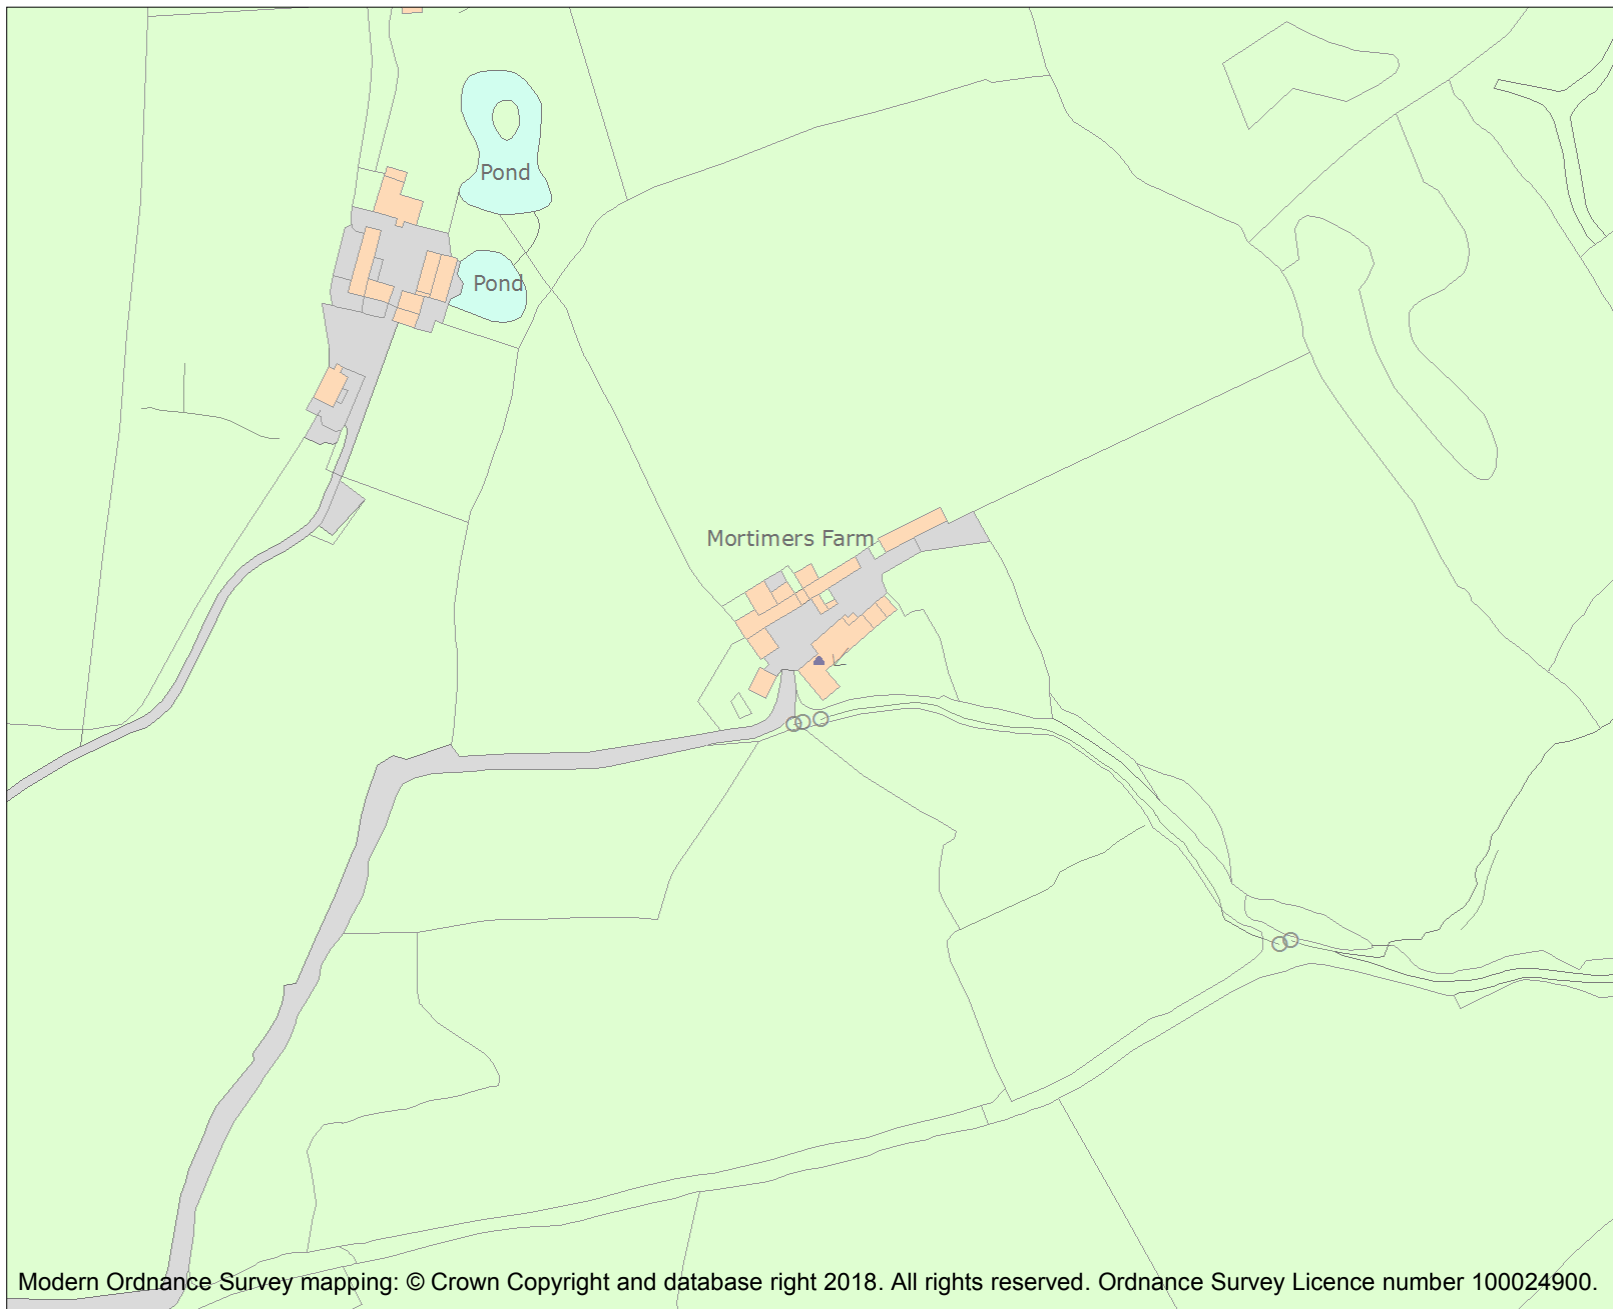 Pond
Pond
Mortimers Farm
Modern Ordnance Survey mapping: © Crown Copyright and database right 2018. All rights reserved. Ordnance Survey Licence number 100024900.